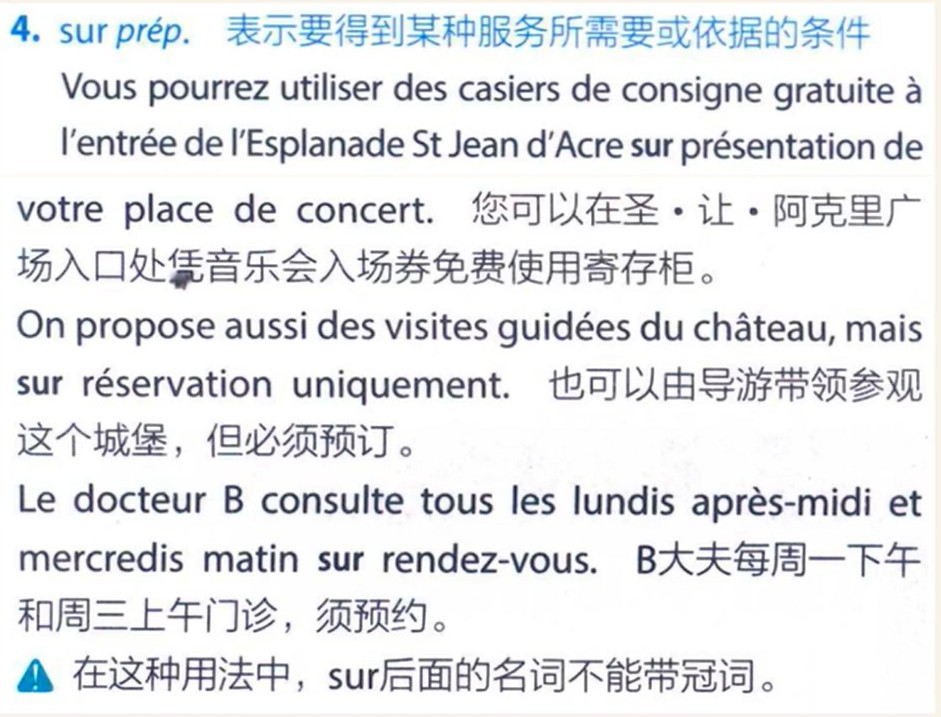 4. sur prép. 表示要得到某种服务所需要或依据的条件
Vous pourrez utiliser des casiers de consigne gratuite à
l'entrée de l'Esplanade St Jean d'Acre sur présentation de
votre place de concert. 您可以在圣·让·阿克里广
场入口处凭音乐会入场券免费使用寄存柜。
On propose aussi des visites guidées du château, mais
sur réservation uniquement. 也可以由导游带领参观
这个城堡，但必须预订。
Le docteur B consulte tous les lundis après-midi et
mercredis matin sur rendez-vous. B大夫每周一下午
和周三上午门诊，须预约。
在这种用法中，sur后面的名词不能带冠词。